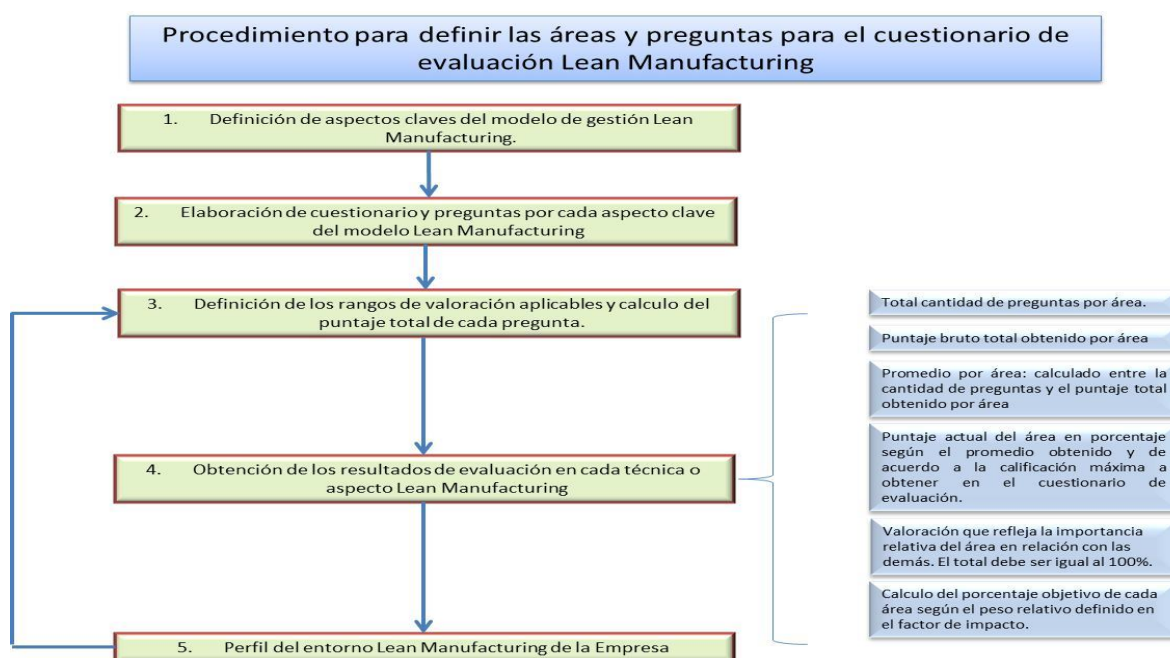 Procedimiento para definir las áreas y preguntas para el cuestionario de
evaluación Lean Manufacturing
1. Definición de aspectos claves del modelo de gestión Lean
Manufacturing.
2. Elaboración de cuestionario y preguntas por cada aspecto clave
del modelo Lean Manufacturing
3. Definición de los rangos de valoración aplicables y calculo del
puntaje total de cada pregunta.
4. Obtención de los resultados de evaluación en cada técnica o
aspecto Lean Manufacturing
5. Perfil del entorno Lean Manufacturing de la Empresa
Total cantidad de preguntas por área.
Puntaje bruto total obtenido por área
Promedio por área: calculado entre la
cantidad de preguntas y el puntaje total
obtenido por área
Puntaje actual del área en porcentaje
según el promedio obtenido y de
acuerdo a la calificación máxima a
obtener en el cuestionario de
evaluación.
Valoración que refleja la importancia
relativa del área en relación con las
demás. El total debe ser igual al 100%.
Calculo del porcentaje objetivo de cada
área según el peso relativo definido en
el factor de impacto.